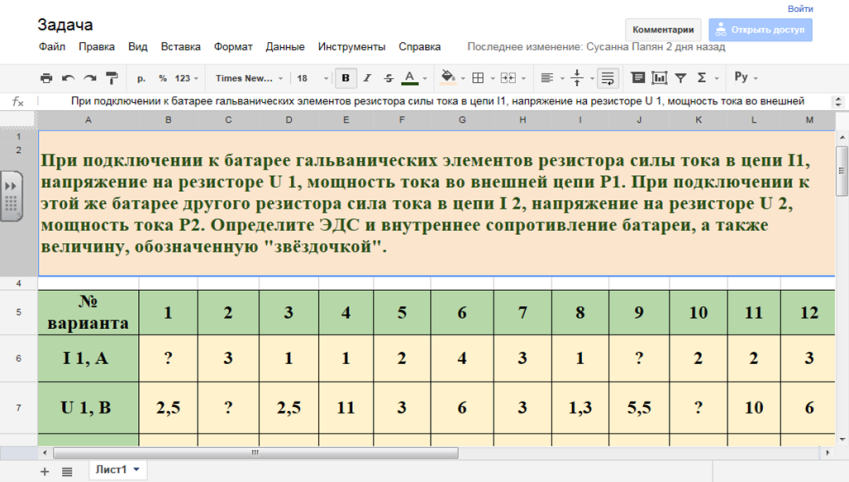 Войти
Задача
Комментарии
Открыть доступ
Файл Правка Вид Вставка Формат Данные Инструменты Справка Последнее изменение: Сусанна Папян 2 дня назад
р. % 123 Times New... 18 B I S A Σ Ру
fx При подключении к батарее гальванических элементов резистора силы тока в цепи I1, напряжение на резисторе U 1, мощность тока во внешней
A B C D E F G H I J K L M
1
2
При подключении к батарее гальванических элементов резистора силы тока в цепи I1,
напряжение на резисторе U 1, мощность тока во внешней цепи P1. При подключении к
этой же батарее другого резистора сила тока в цепи I 2, напряжение на резисторе U 2,
мощность тока P2. Определите ЭДС и внутреннее сопротивление батареи, а также
величину, обозначенную "звёздочкой".
4
5 № варианта 1 2 3 4 5 6 7 8 9 10 11 12
6 I 1, А ? 3 1 1 2 4 3 1 ? 2 2 3
7 U 1, В 2,5 ? 2,5 11 3 6 3 1,3 5,5 ? 10 6
Лист1